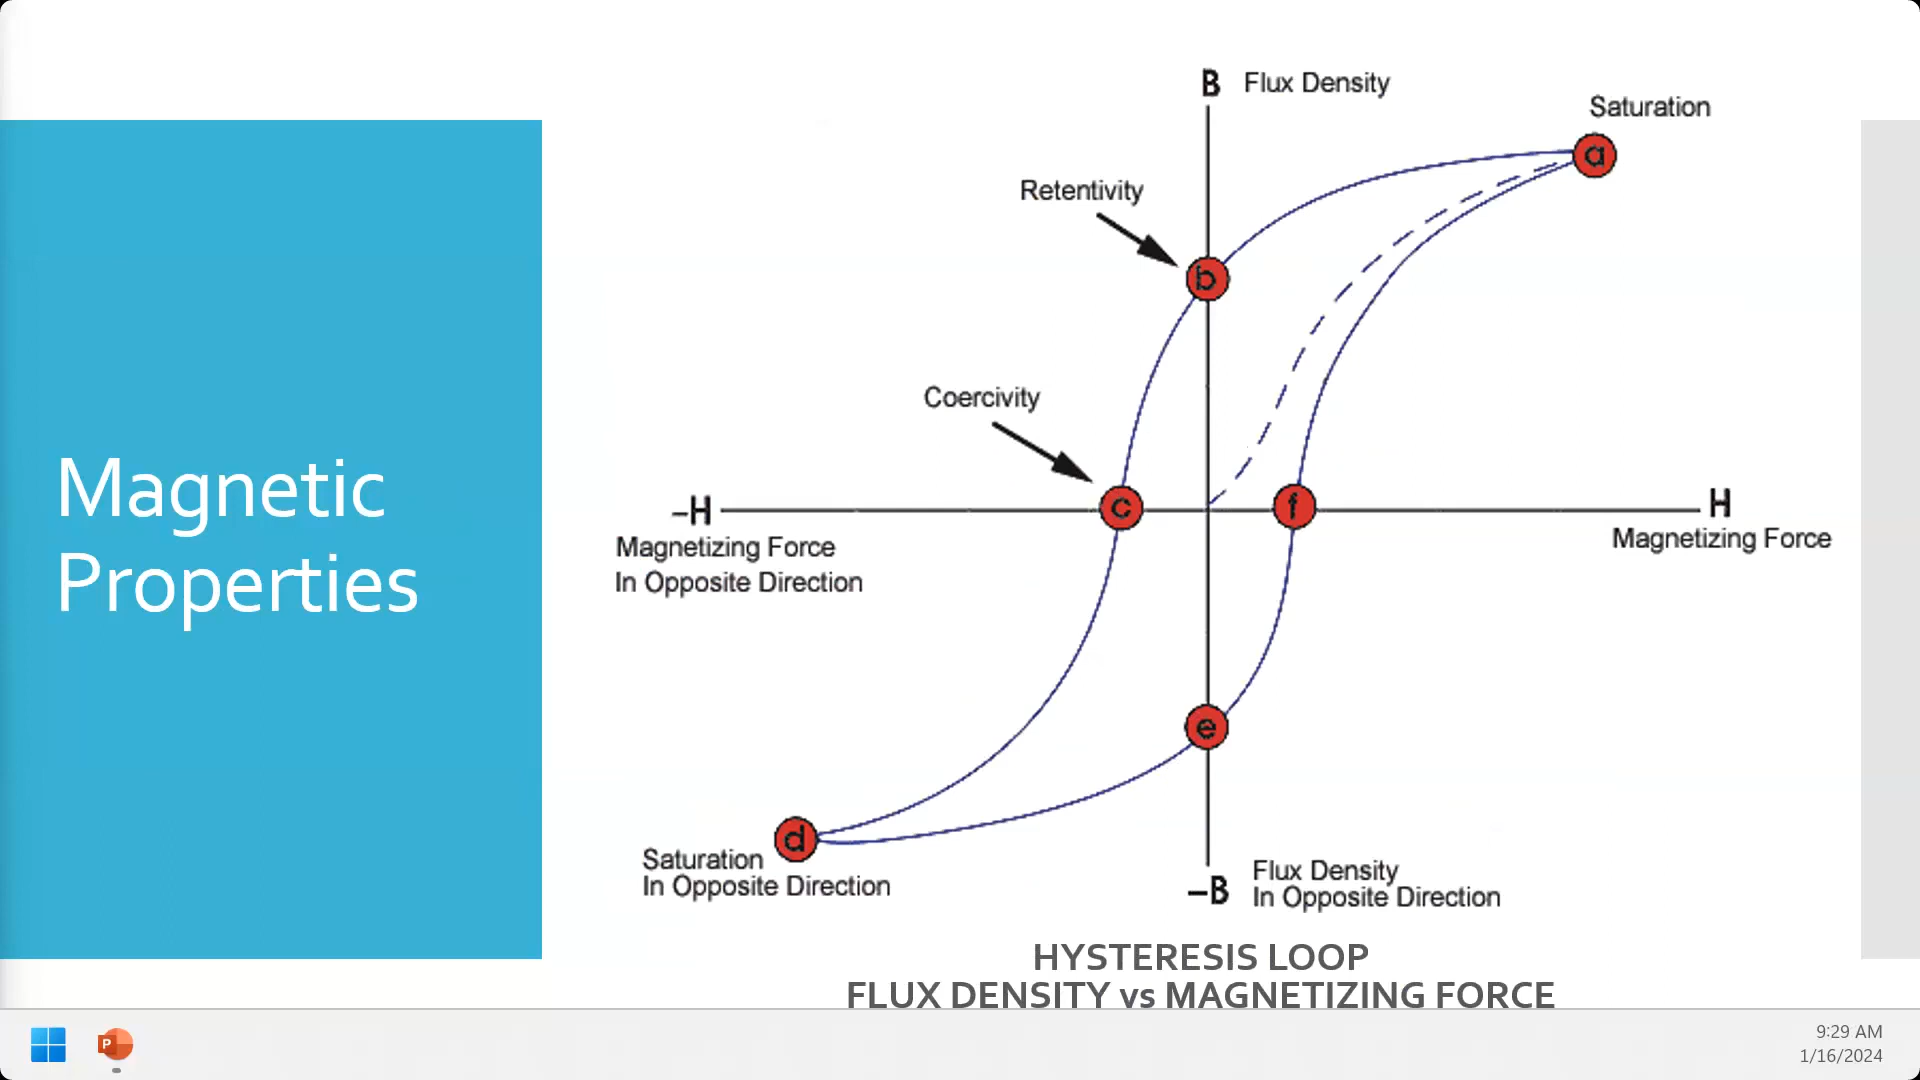 Magnetic
Properties
B Flux Density
Saturation
a
Retentivity
b
Coercivity
–H
c
f
H
Magnetizing Force
In Opposite Direction
Magnetizing Force
e
d
Saturation
In Opposite Direction
–B
Flux Density
In Opposite Direction
HYSTERESIS LOOP
FLUX DENSITY vs MAGNETIZING FORCE
P
9:29 AM
1/16/2024